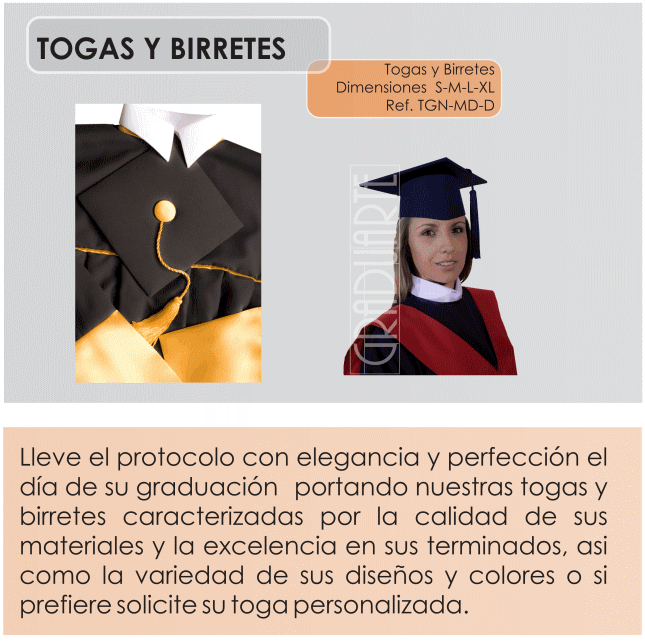 TOGAS Y BIRRETES
Togas y Birretes
Dimensiones S-M-L-XL
Ref. TGN-MD-D
GRADUARTE
Lleve el protocolo con elegancia y perfección el
día de su graduación portando nuestras togas y
birretes caracterizadas por la calidad de sus
materiales y la excelencia en sus terminados, asi
como la variedad de sus diseños y colores o si
prefiere solicite su toga personalizada.